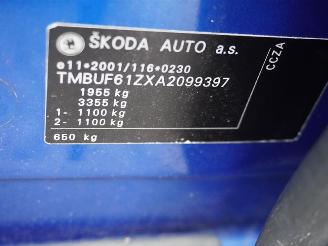 ŠKODA AUTO a.s.
e11*2001/116*0230
TMBUF61ZXA2099397
1955 kg
3355 kg
1- 1100 kg
2- 1100 kg
650 kg
CCZA